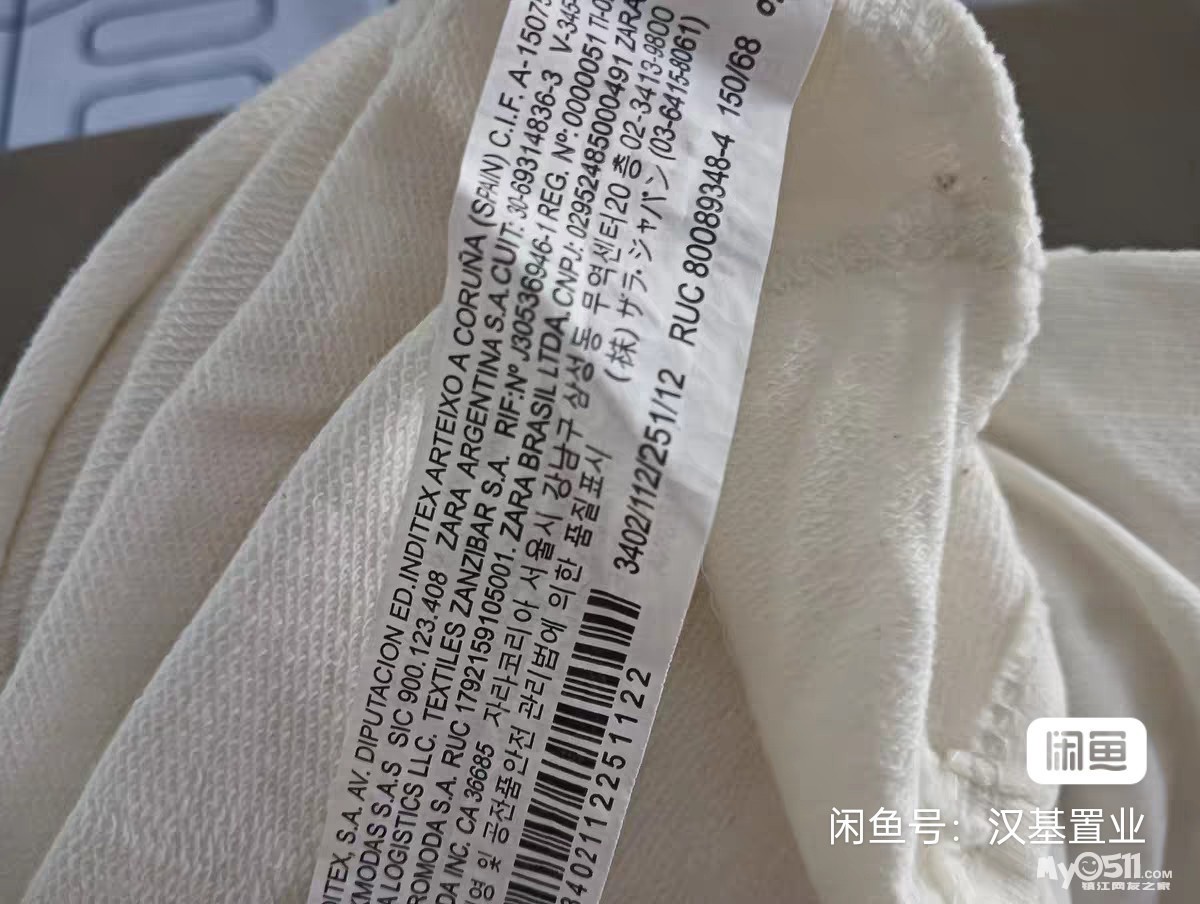 DITEX, S.A. AV. DIPUTACION ED.INDITEX ARTEIXO A CORUÑA (SPAIN) C.I.F. A-1507
KMODAS S.A.S SIC 900.123.408 ZARA ARGENTINA S.A.CUIT: 30-69314836-3 V-345
A LOGISTICS LLC. TEXTILES ZANZIBAR S.A. RIF:Nº J30536946-1 REG. Nº:0000051
ROMODA S.A. RUC 1792159105001. ZARA BRASIL LTDA.CNPJ: 02952485000491 ZARA
DA INC. CA 36685 자라코리아 서울시 강남구 삼성동 무역센터20 층 02-3413-9800
영 및 공전품안전 관리법에 의한 품질표시 (株) ザラ·ジャパン (03-6415-8061)
3402/112/251/12 RUC 80089348-4 150/68
34021122251122
闲鱼
闲鱼号：汉基置业
My0511.COM
镇江网友之家